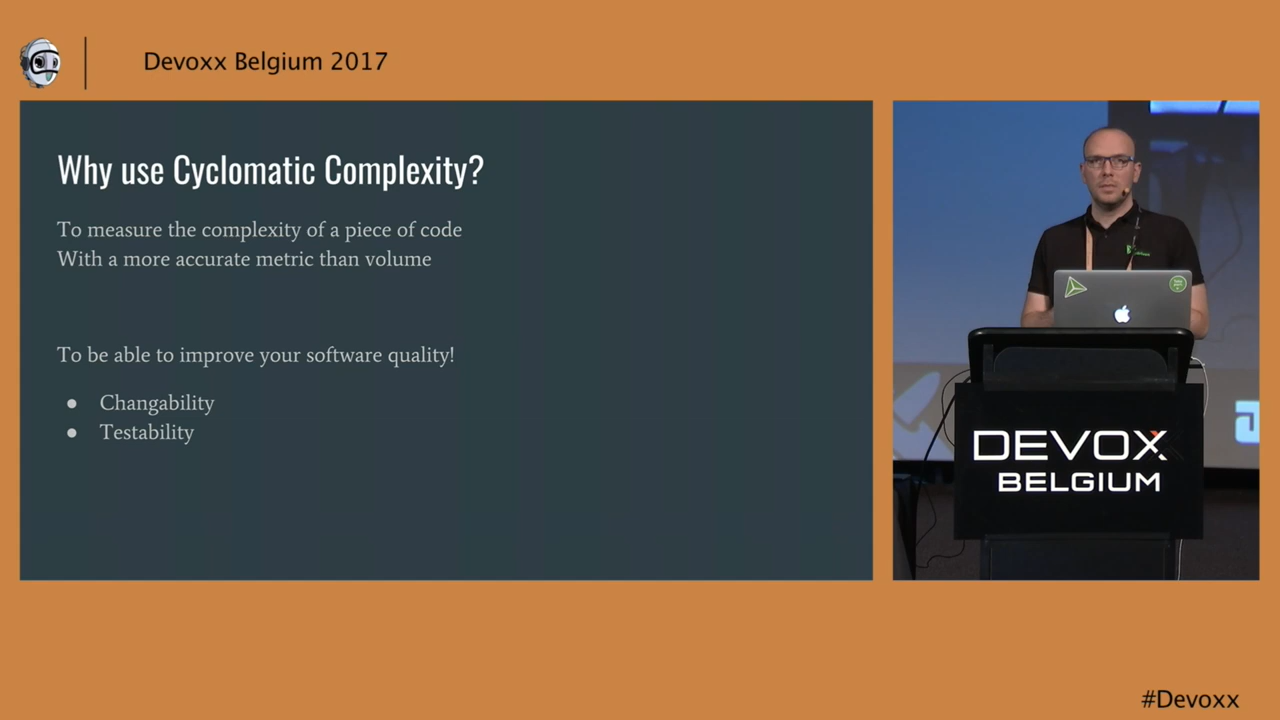 Devoxx Belgium 2017
Why use Cyclomatic Complexity?
To measure the complexity of a piece of code
With a more accurate metric than volume
To be able to improve your software quality!
● Changability
● Testability
DEVOXX
BELGIUM
#Devoxx